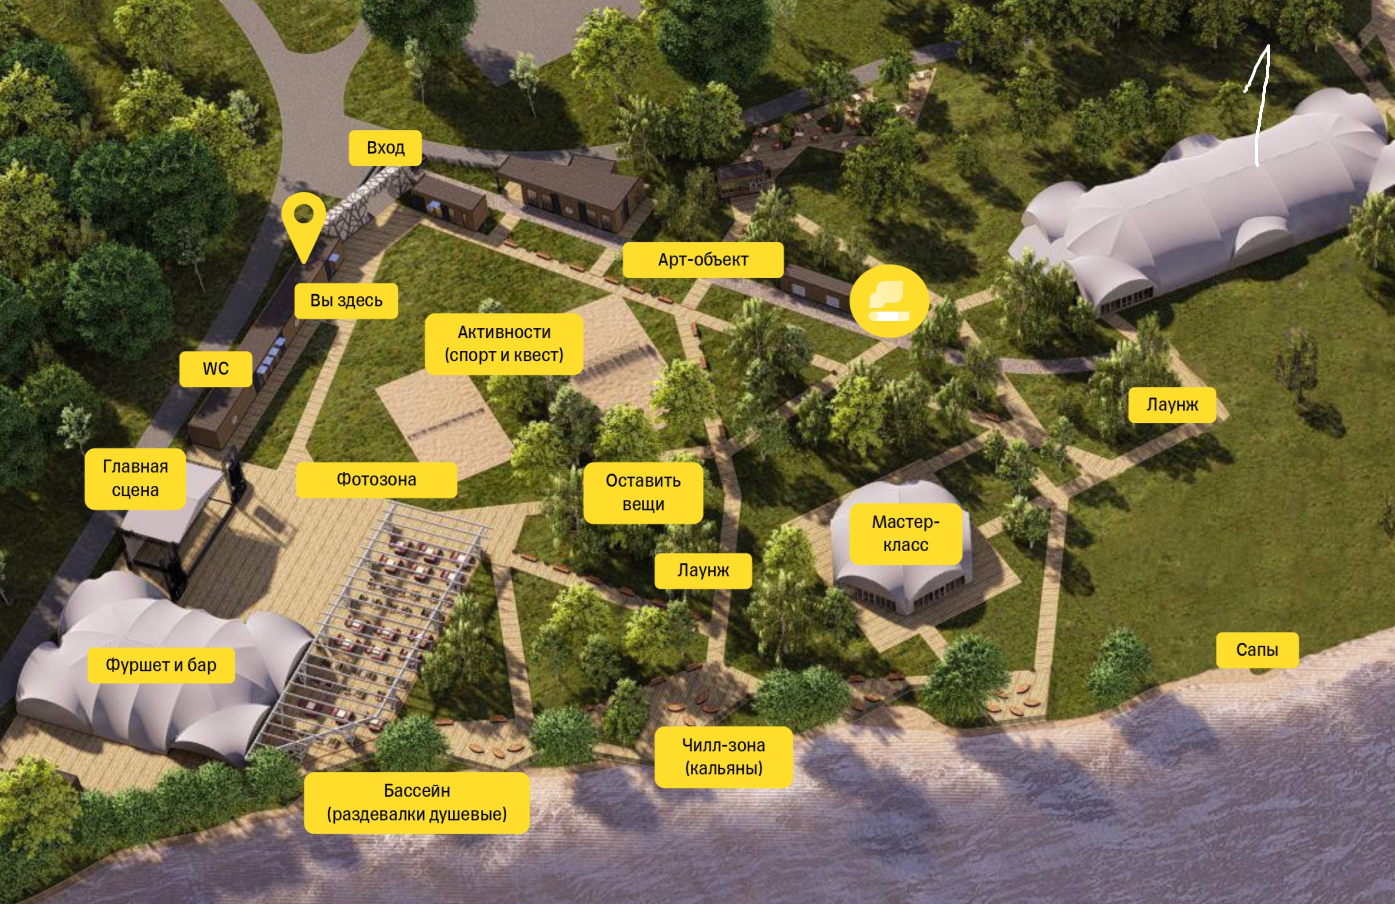 Вход
Арт-объект
Вы здесь
Активности
(спорт и квест)
WC
Лаунж
Главная
сцена
Фотозона
Оставить
вещи
Мастер-
класс
Лаунж
Фуршет и бар
Сапы
Чилл-зона
(кальяны)
Бассейн
(раздевалки душевые)